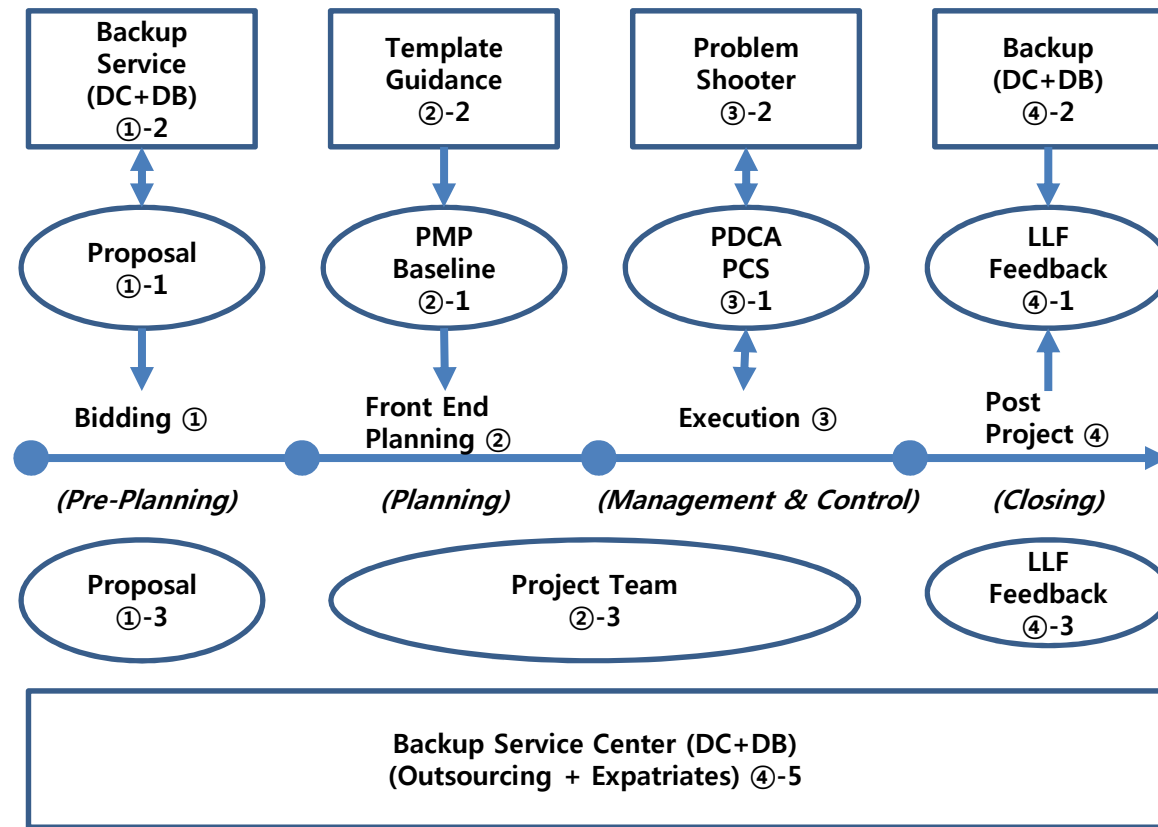 Backup
Service
(DC+DB)
①-2
Template
Guidance
②-2
Problem
Shooter
③-2
Backup
(DC+DB)
④-2
Proposal
①-1
PMP
Baseline
②-1
PDCA
PCS
③-1
LLF
Feedback
④-1
Bidding ①
Front End
Planning ②
Execution ③
Post
Project ④
(Pre-Planning)
(Planning)
(Management & Control)
(Closing)
Proposal
①-3
Project Team
②-3
LLF
Feedback
④-3
Backup Service Center (DC+DB)
(Outsourcing + Expatriates) ④-5